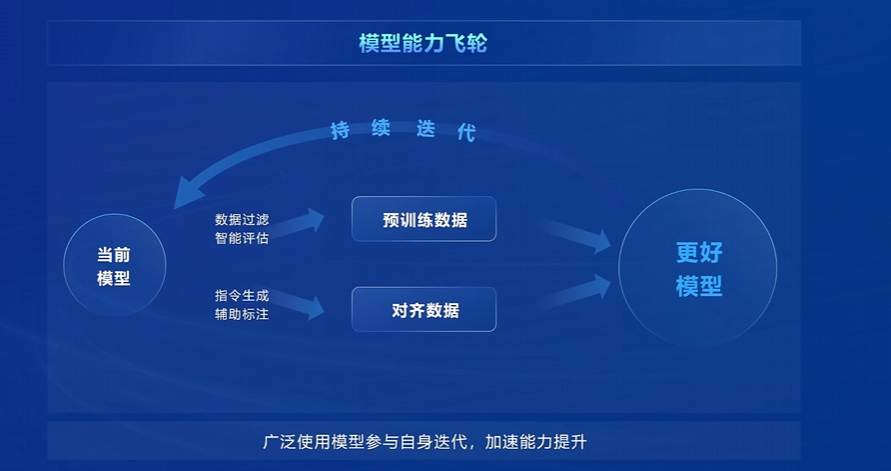 模型能力飞轮
持续迭代
当前
模型
数据过滤
智能评估
预训练数据
指令生成
辅助标注
对齐数据
更好
模型
广泛使用模型参与自身迭代，加速能力提升